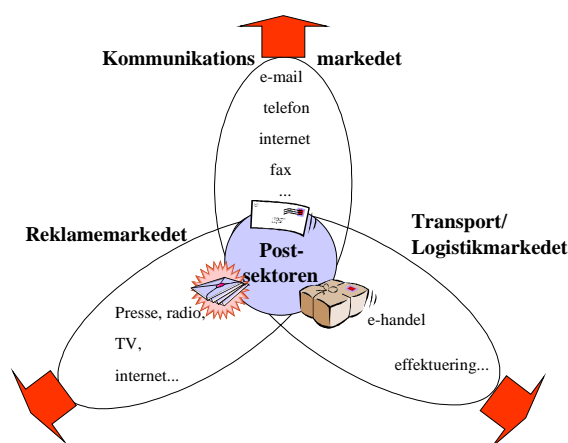 Kommunikations markedet
e-mail
telefon
internet
fax
...
Reklamemarkedet
Transport/
Logistikmarkedet
Post-
sektoren
Presse, radio,
TV,
internet...
e-handel
effektuering...